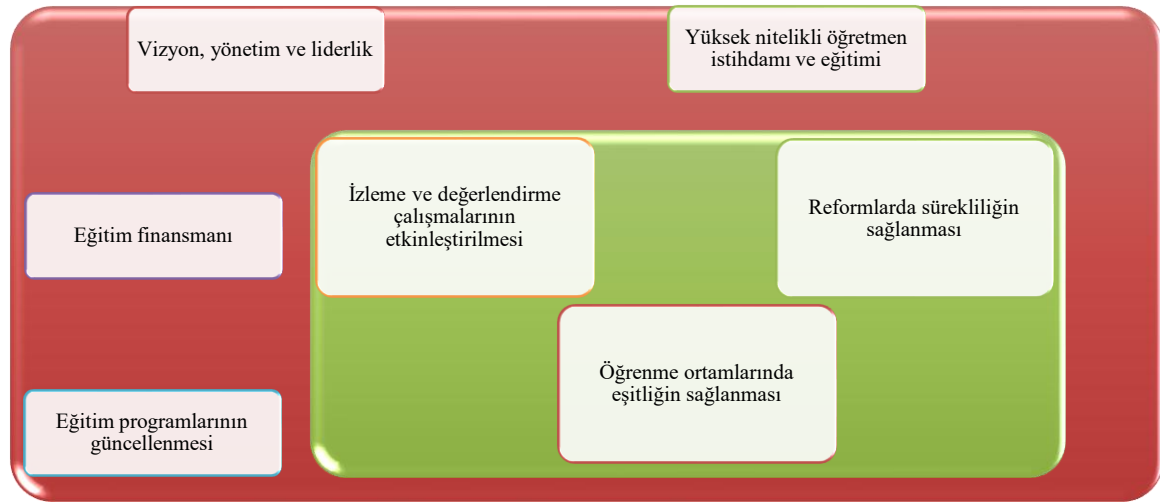 Vizyon, yönetim ve liderlik
Yüksek nitelikli öğretmen
istihdamı ve eğitimi
Eğitim finansmanı
Eğitim programlarının
güncellenmesi
İzleme ve değerlendirme
çalışmalarının
etkinleştirilmesi
Reformlarda sürekliliğin
sağlanması
Öğrenme ortamlarında
eşitliğin sağlanması